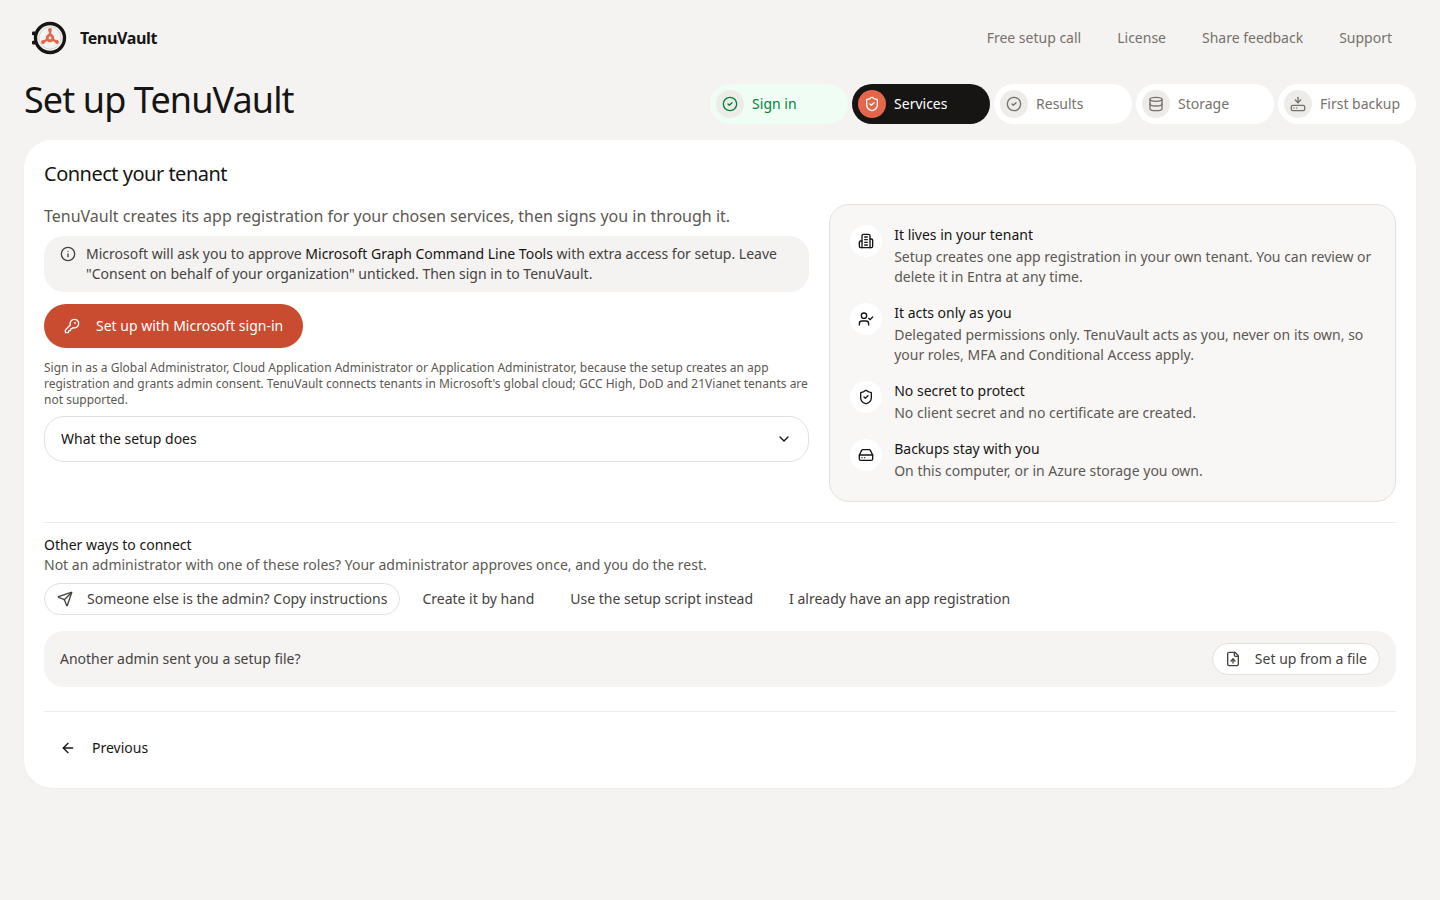 TenuVault
Free setup call
License
Share feedback
Support
Set up TenuVault
Sign in
Services
Results
Storage
First backup
Connect your tenant
TenuVault creates its app registration for your chosen services, then signs you in through it.
Microsoft will ask you to approve Microsoft Graph Command Line Tools with extra access for setup. Leave
"Consent on behalf of your organization" unticked. Then sign in to TenuVault.
Set up with Microsoft sign-in
Sign in as a Global Administrator, Cloud Application Administrator or Application Administrator, because the setup creates an app
registration and grants admin consent. TenuVault connects tenants in Microsoft's global cloud; GCC High, DoD and 21Vianet tenants are
not supported.
What the setup does
It lives in your tenant
Setup creates one app registration in your own tenant. You can review or
delete it in Entra at any time.
It acts only as you
Delegated permissions only. TenuVault acts as you, never on its own, so
your roles, MFA and Conditional Access apply.
No secret to protect
No client secret and no certificate are created.
Backups stay with you
On this computer, or in Azure storage you own.
Other ways to connect
Not an administrator with one of these roles? Your administrator approves once, and you do the rest.
Someone else is the admin? Copy instructions
Create it by hand
Use the setup script instead
I already have an app registration
Another admin sent you a setup file?
Set up from a file
Previous